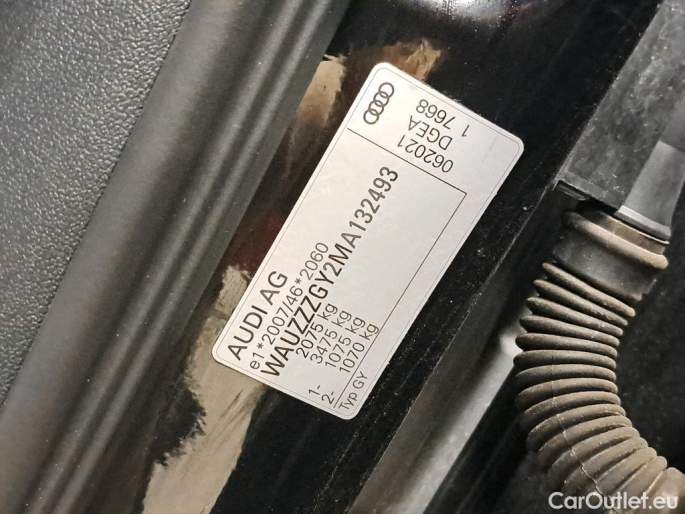 AUDI AG
e1*2007/46*2060
WAUZZZGY2MA132493
2075 kg
3475 kg
1- 1075 kg
2- 1070 kg
Typ GY
062021
DGEA
1 7668
CarOutlet.eu